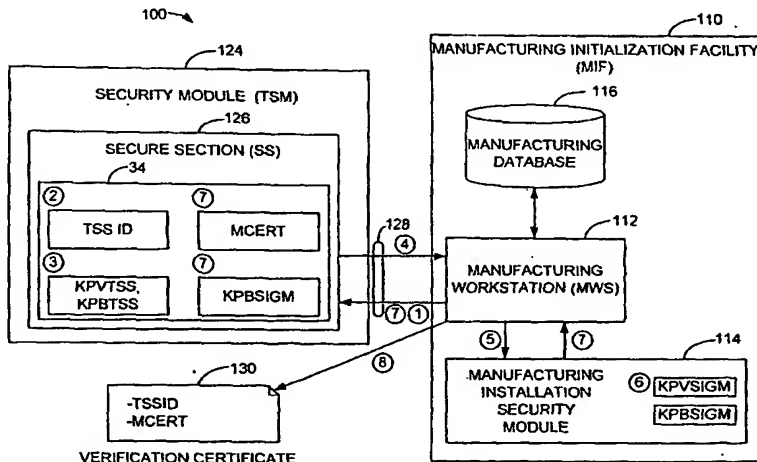 100
124
SECURITY MODULE (TSM)
126
SECURE SECTION (SS)
34
②
TSS ID
⑦
MCERT
③
KPVTSS,
KPBTSS
⑦
KPBSIGM
128
④
⑦-①
110
MANUFACTURING INITIALIZATION FACILITY
(MIF)
116
MANUFACTURING
DATABASE
112
MANUFACTURING
WORKSTATION (MWS)
⑤
⑦
114
MANUFACTURING
INSTALLATION
SECURITY
MODULE
⑥
KPVSIGM
KPBSIGM
⑧
130
-TSSID
-MCERT
VERIFICATION CERTIFICATE